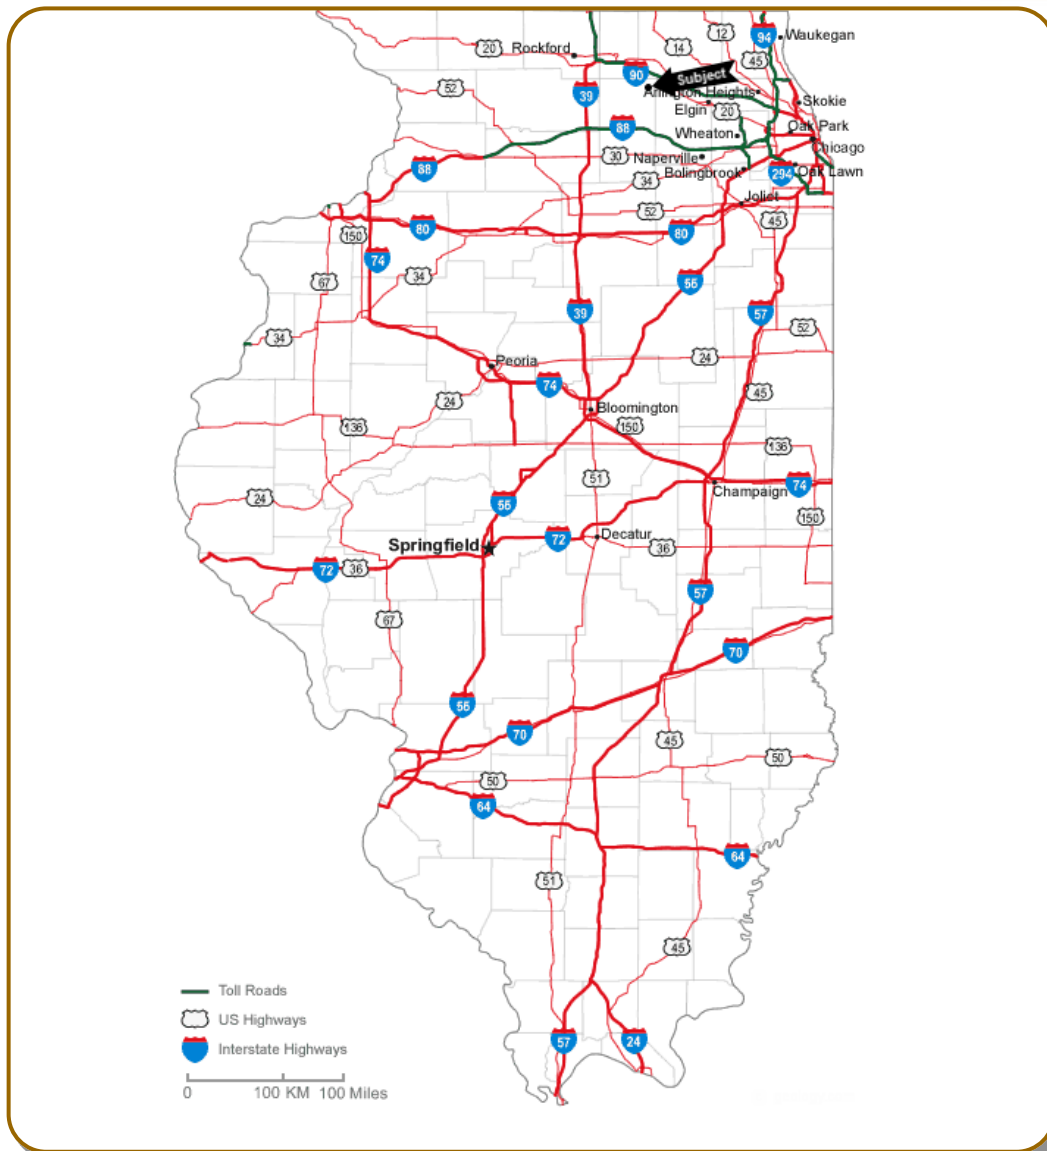 94
Waukegan
12
14
20
Rockford
45
90
Subject
39
52
Arlington Heights
Skokie
Elgin
20
88
Oak Park
Wheaton
Chicago
30
Naperville
88
Bolingbrook
294
Oak Lawn
34
Joliet
52
45
80
80
150
74
34
67
55
39
57
52
34
24
Peoria
74
45
24
Bloomington
150
136
136
51
74
Champaign
24
55
150
Decatur
72
Springfield
36
72
36
57
67
70
55
70
45
50
50
64
64
51
45
Toll Roads
US Highways
Interstate Highways
57
24
0
100 KM
100 Miles